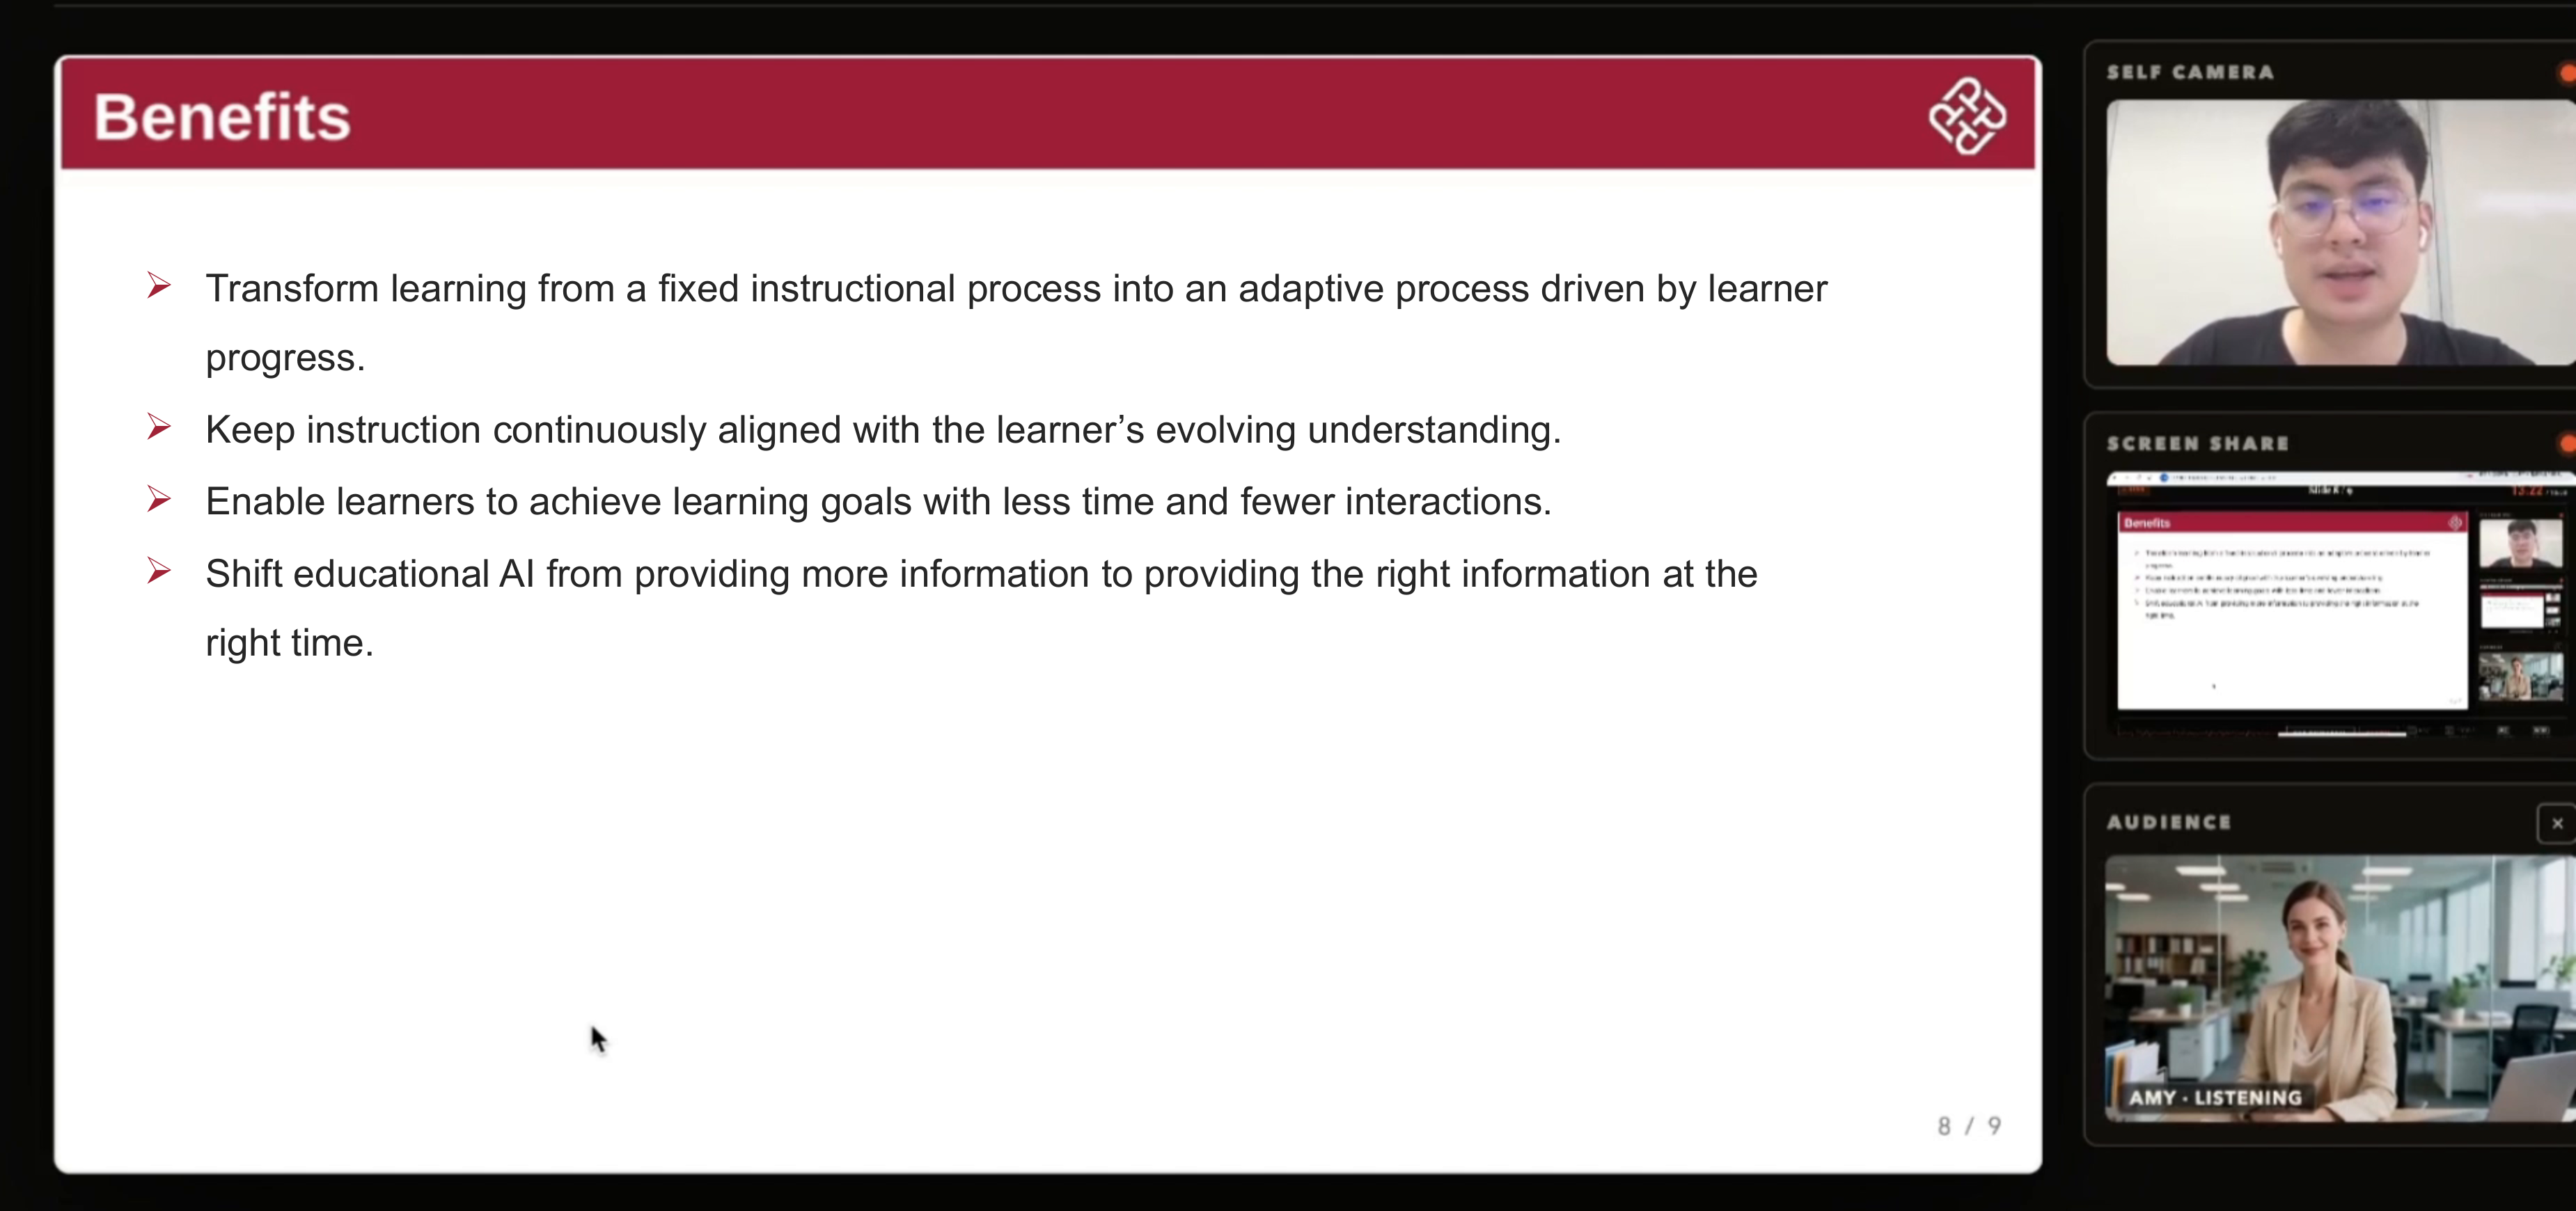 Benefits
Transform learning from a fixed instructional process into an adaptive process driven by learner
progress.
Keep instruction continuously aligned with the learner’s evolving understanding.
Enable learners to achieve learning goals with less time and fewer interactions.
Shift educational AI from providing more information to providing the right information at the
right time.
8 / 9
SELF CAMERA
SCREEN SHARE
Benefits
AUDIENCE
AMY · LISTENING